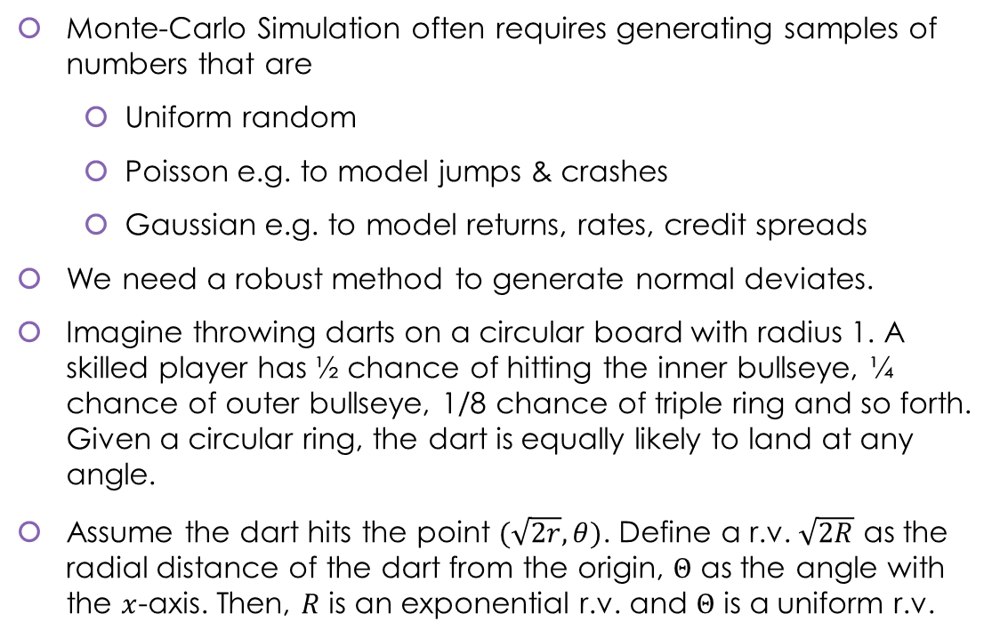 Monte-Carlo Simulation often requires generating samples of
numbers that are
Uniform random
Poisson e.g. to model jumps & crashes
Gaussian e.g. to model returns, rates, credit spreads
We need a robust method to generate normal deviates.
Imagine throwing darts on a circular board with radius 1. A
skilled player has ½ chance of hitting the inner bullseye, ¼
chance of outer bullseye, 1/8 chance of triple ring and so forth.
Given a circular ring, the dart is equally likely to land at any
angle.
Assume the dart hits the point (√2r, θ). Define a r.v. √2R as the
radial distance of the dart from the origin, Θ as the angle with
the x-axis. Then, R is an exponential r.v. and Θ is a uniform r.v.